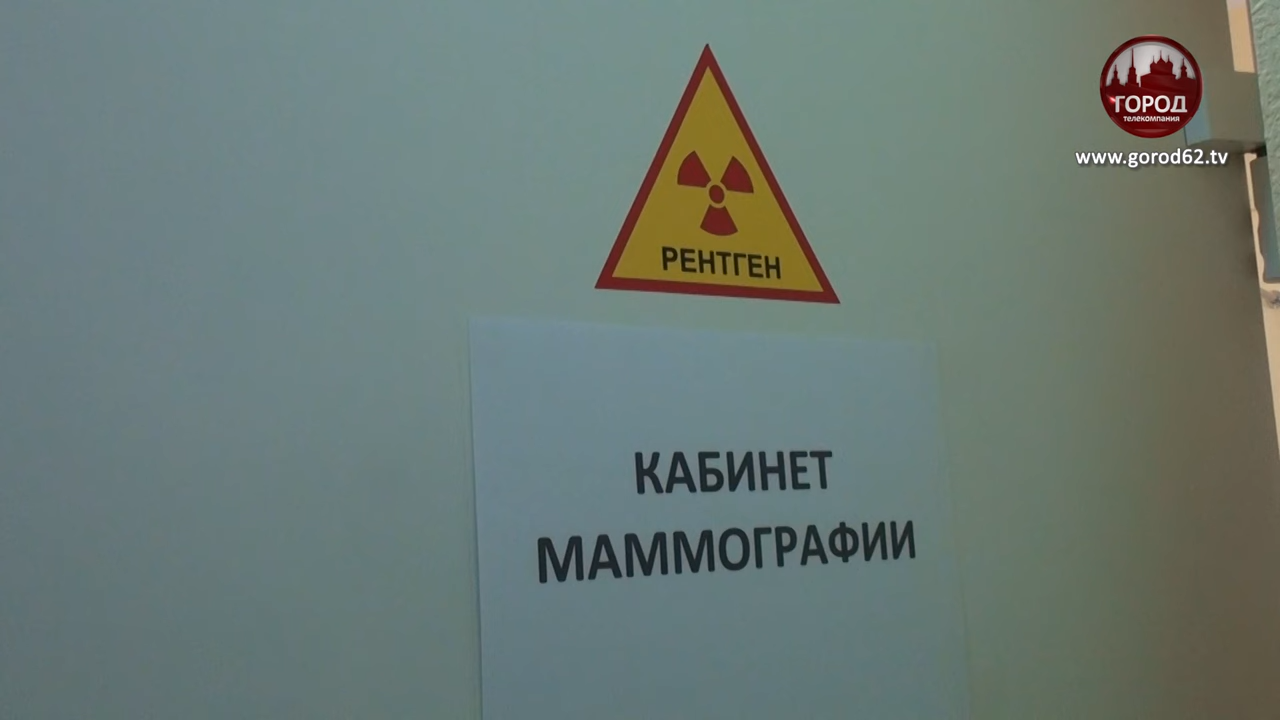 ГОРОД
телекомпания
www.gorod62.tv
РЕНТГЕН
КАБИНЕТ
МАММОГРАФИИ